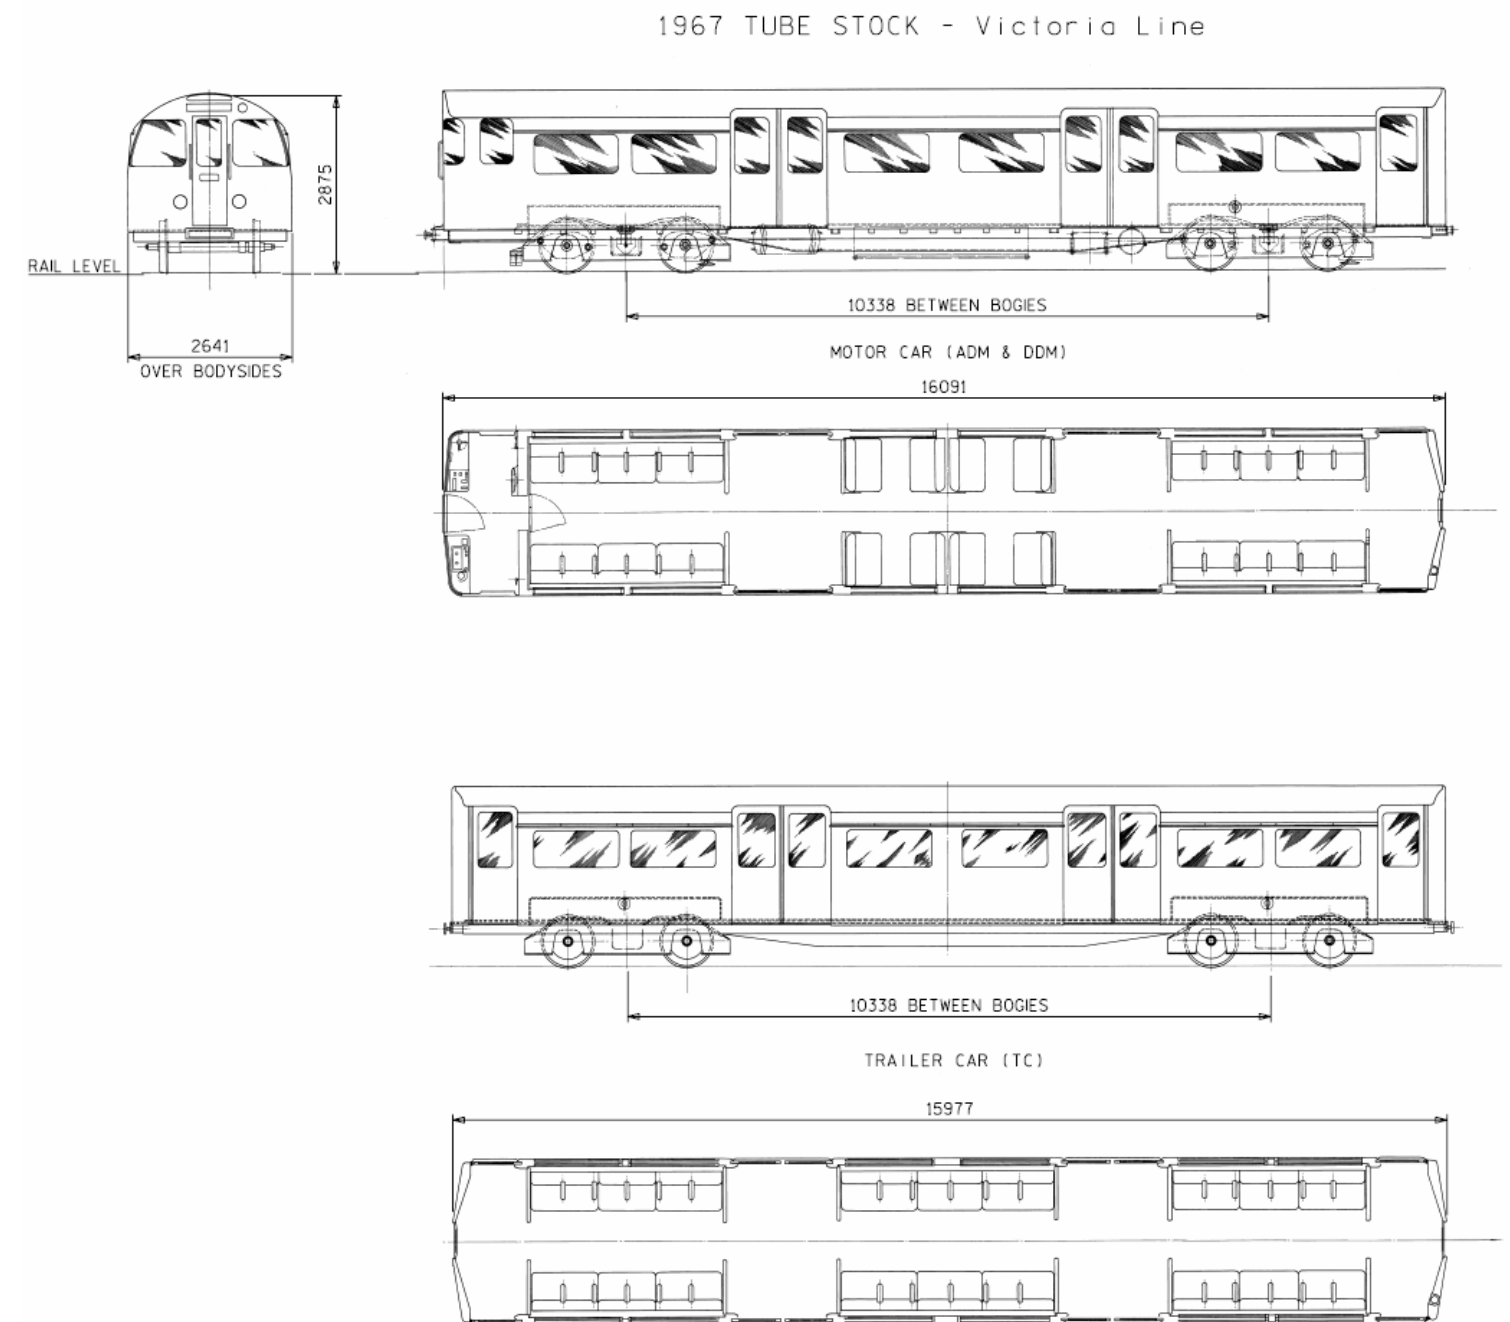 1967 TUBE STOCK - Victoria Line
2875
RAIL LEVEL
10338 BETWEEN BOGIES
2641
OVER BODYSIDES
MOTOR CAR (ADM & DDM)
16091
10338 BETWEEN BOGIES
TRAILER CAR (TC)
15977